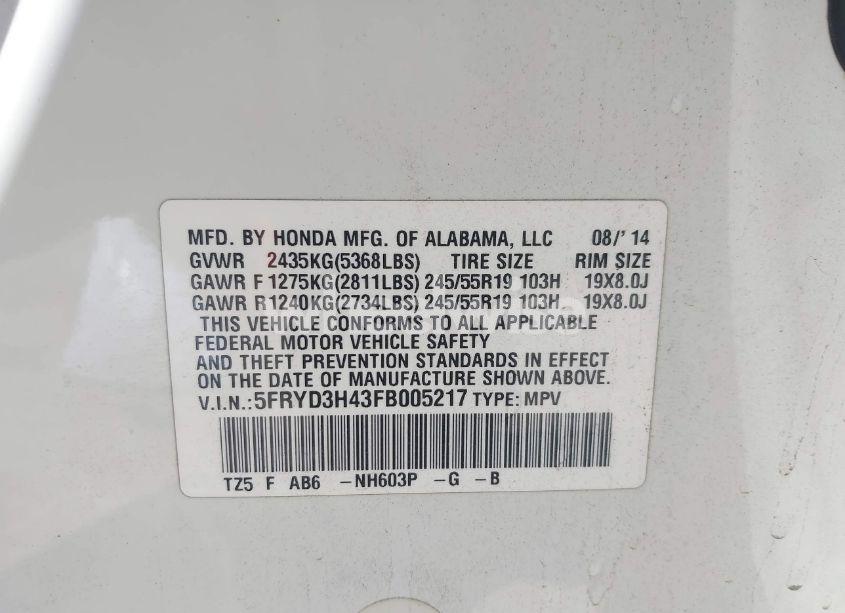 MFD. BY HONDA MFG. OF ALABAMA, LLC 08/'14
GVWR 2435KG(5368LBS) TIRE SIZE RIM SIZE
GAWR F 1275KG(2811LBS) 245/55R19 103H 19X8.0J
GAWR R 1240KG(2734LBS) 245/55R19 103H 19X8.0J
THIS VEHICLE CONFORMS TO ALL APPLICABLE
FEDERAL MOTOR VEHICLE SAFETY
AND THEFT PREVENTION STANDARDS IN EFFECT
ON THE DATE OF MANUFACTURE SHOWN ABOVE.
V.I.N.:5FRYD3H43FB005217 TYPE: MPV
TZ5 F AB6 -NH603P -G -B